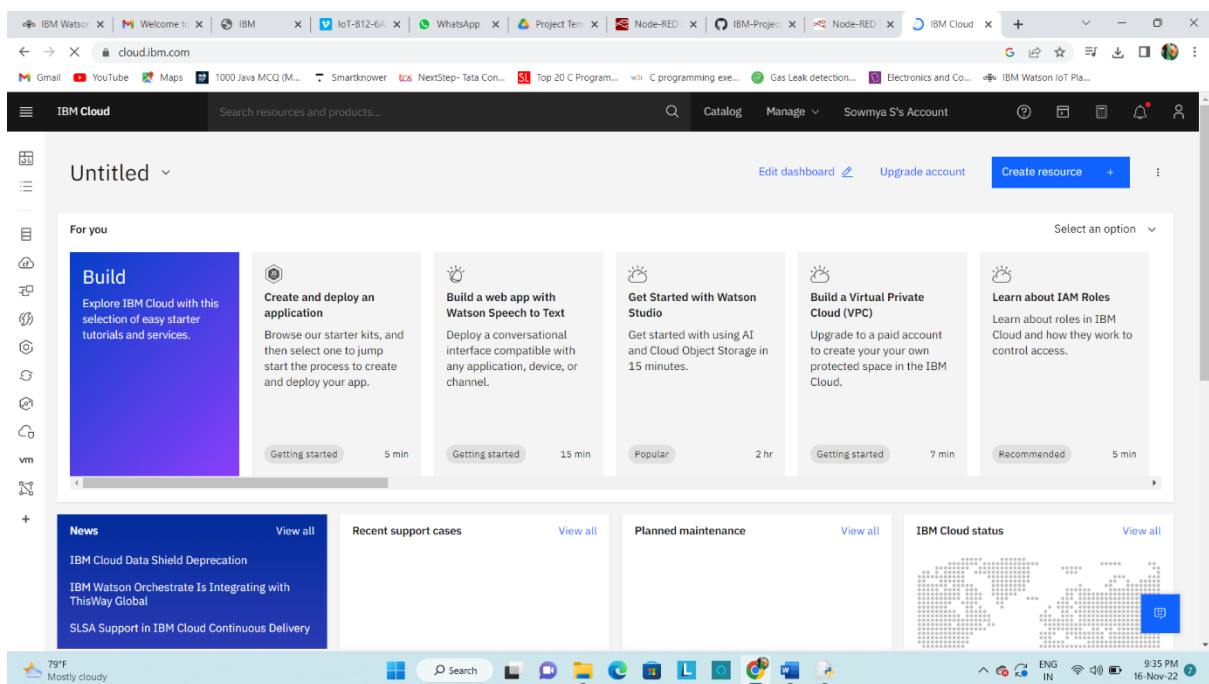 IBM Watson
Welcome to
IBM
IoT-B12-6A
WhatsApp
Project Tem
Node-RED
IBM-Project
Node-RED
IBM Cloud
cloud.ibm.com
Gmail
YouTube
Maps
1000 Java MCQ (M...
Smartknower
NextStep- Tata Con...
Top 20 C Program...
C programming exe...
Gas Leak detection...
Electronics and Co...
IBM Watson IoT Pla...
IBM Cloud
Search resources and products...
Catalog
Manage
Sowmya S's Account
Untitled
Edit dashboard
Upgrade account
Create resource +
For you
Select an option
Build
Explore IBM Cloud with this
selection of easy starter
tutorials and services.
Create and deploy an
application
Browse our starter kits, and
then select one to jump
start the process to create
and deploy your app.
Getting started 5 min
Build a web app with
Watson Speech to Text
Deploy a conversational
interface compatible with
any application, device, or
channel.
Getting started 15 min
Get Started with Watson
Studio
Get started with using AI
and Cloud Object Storage in
15 minutes.
Popular 2 hr
Build a Virtual Private
Cloud (VPC)
Upgrade to a paid account
to create your your own
protected space in the IBM
Cloud.
Getting started 7 min
Learn about IAM Roles
Learn about roles in IBM
Cloud and how they work to
control access.
Recommended 5 min
vm
News View all
IBM Cloud Data Shield Deprecation
IBM Watson Orchestrate Is Integrating with
ThisWay Global
SLSA Support in IBM Cloud Continuous Delivery
Recent support cases View all
Planned maintenance View all
IBM Cloud status View all
79°F
Mostly cloudy
Search
ENG
IN
9:35 PM
16-Nov-22
7